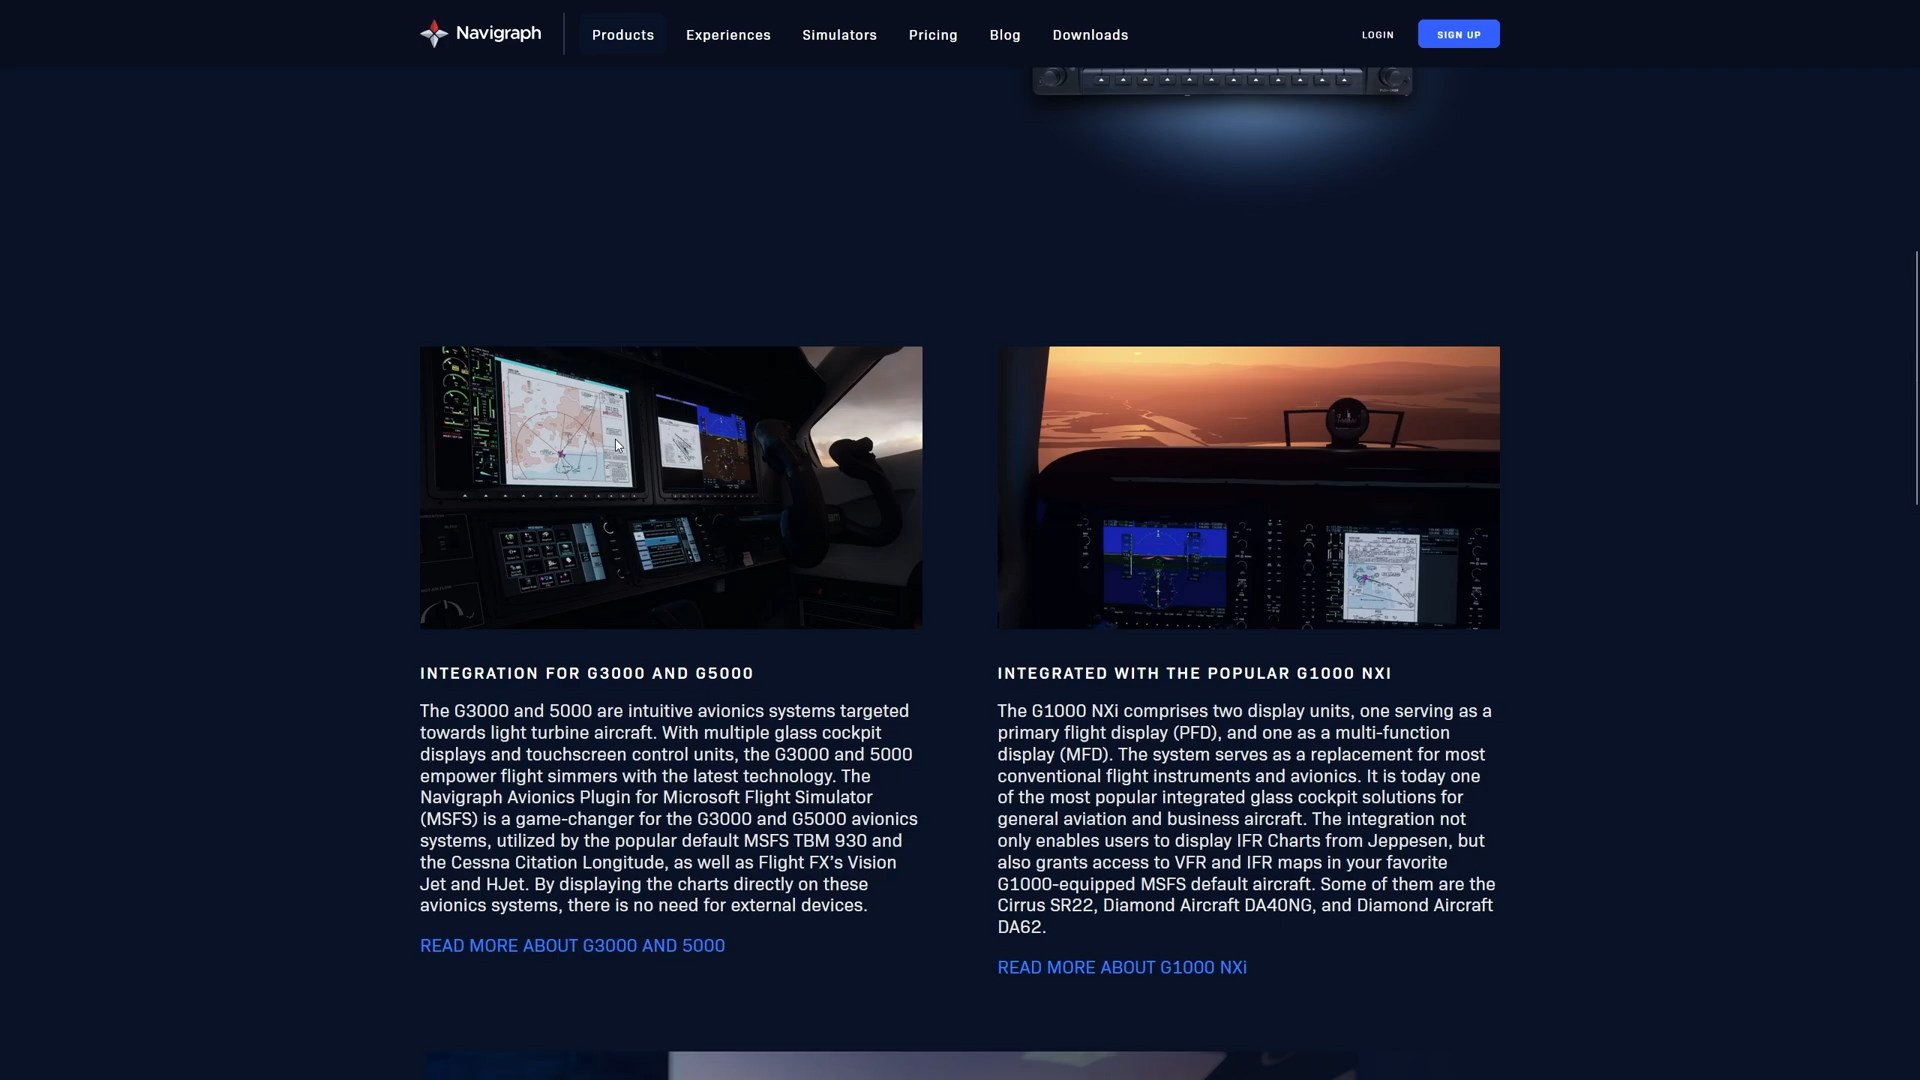 Navigraph
Products
Experiences
Simulators
Pricing
Blog
Downloads
LOGIN
SIGN UP
INTEGRATION FOR G3000 AND G5000
The G3000 and 5000 are intuitive avionics systems targeted
towards light turbine aircraft. With multiple glass cockpit
displays and touchscreen control units, the G3000 and 5000
empower flight simmers with the latest technology. The
Navigraph Avionics Plugin for Microsoft Flight Simulator
(MSFS) is a game-changer for the G3000 and G5000 avionics
systems, utilized by the popular default MSFS TBM 930 and
the Cessna Citation Longitude, as well as Flight FX's Vision
Jet and HJet. By displaying the charts directly on these
avionics systems, there is no need for external devices.
READ MORE ABOUT G3000 AND 5000
INTEGRATED WITH THE POPULAR G1000 NXI
The G1000 NXi comprises two display units, one serving as a
primary flight display (PFD), and one as a multi-function
display (MFD). The system serves as a replacement for most
conventional flight instruments and avionics. It is today one
of the most popular integrated glass cockpit solutions for
general aviation and business aircraft. The integration not
only enables users to display IFR Charts from Jeppesen, but
also grants access to VFR and IFR maps in your favorite
G1000-equipped MSFS default aircraft. Some of them are the
Cirrus SR22, Diamond Aircraft DA40NG, and Diamond Aircraft
DA62.
READ MORE ABOUT G1000 NXi